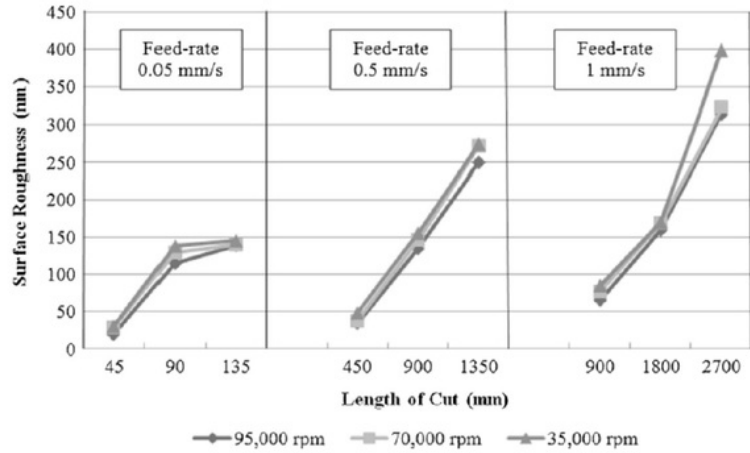 450
400
350
300
250
200
150
100
50
0
Surface Roughness (nm)
Feed-rate
0.05 mm/s
Feed-rate
0.5 mm/s
Feed-rate
1 mm/s
45 90 135 450 900 1350 900 1800 2700
Length of Cut (mm)
95,000 rpm 70,000 rpm 35,000 rpm